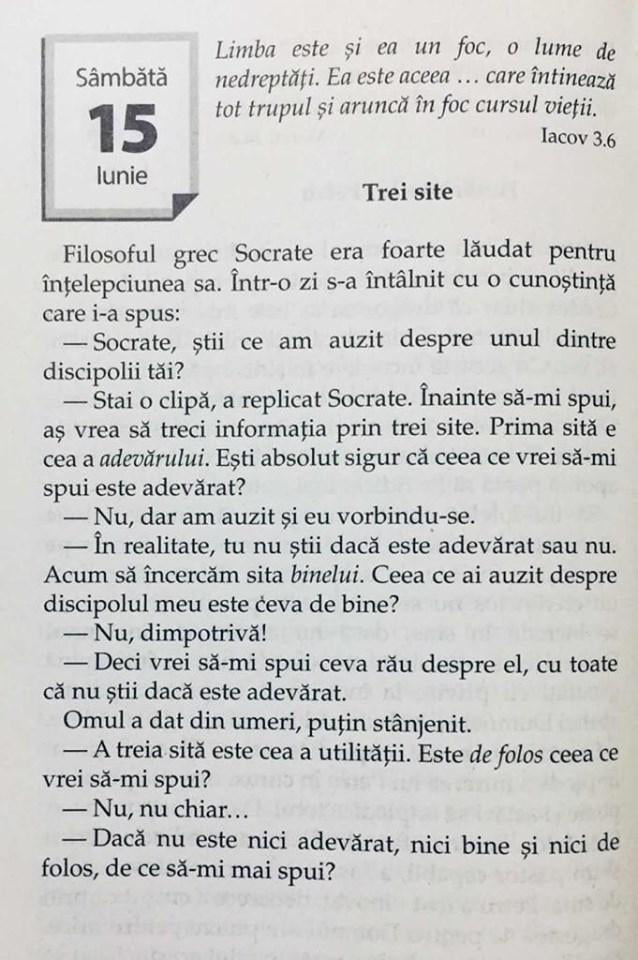 Sâmbătă
15
Iunie
Limba este și ea un foc, o lume de
nedreptăți. Ea este aceea … care întinează
tot trupul și aruncă în foc cursul vieții.
Iacov 3.6
Trei site
Filosoful grec Socrate era foarte lăudat pentru
înțelepciunea sa. Într-o zi s-a întâlnit cu o cunoștință
care i-a spus:
— Socrate, știi ce am auzit despre unul dintre
discipolii tăi?
— Stai o clipă, a replicat Socrate. Înainte să-mi spui,
aș vrea să treci informația prin trei site. Prima sită e
cea a adevărului. Ești absolut sigur că ceea ce vrei să-mi
spui este adevărat?
— Nu, dar am auzit și eu vorbindu-se.
— În realitate, tu nu știi dacă este adevărat sau nu.
Acum să încercăm sita binelui. Ceea ce ai auzit despre
discipolul meu este ceva de bine?
— Nu, dimpotrivă!
— Deci vrei să-mi spui ceva rău despre el, cu toate
că nu știi dacă este adevărat.
Omul a dat din umeri, puțin stânjenit.
— A treia sită este cea a utilității. Este de folos ceea ce
vrei să-mi spui?
— Nu, nu chiar…
— Dacă nu este nici adevărat, nici bine și nici de
folos, de ce să-mi mai spui?